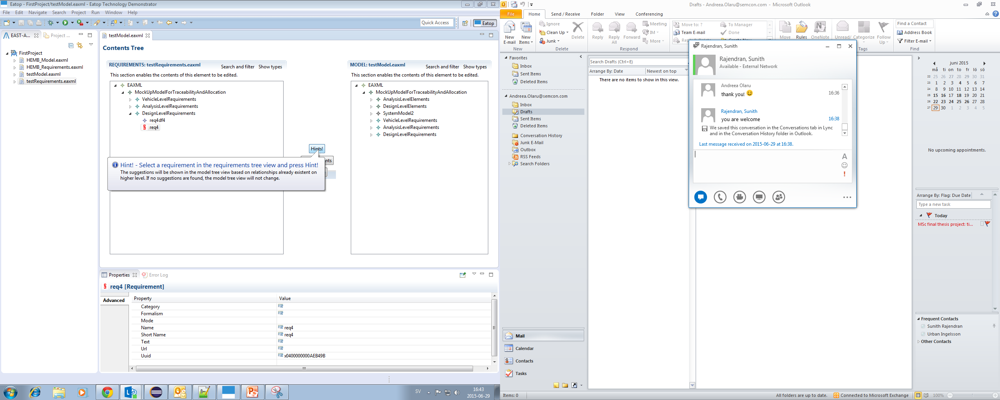 Eatop - FirstProject/testModel.eaxml - Eatop Technology Demonstrator
File Edit Navigate Search Project Run Window Help
Quick Access
Eatop
EAST-A...
Project ...
FirstProject
HEMB_Model.eaxml
HEMB_Requirements.eaxml
testModel.eaxml
testRequirements.eaxml
testModel.eaxml
Contents Tree
REQUIREMENTS: testRequirements.eaxml
Search and filter Show types
This section enables the contents of this element to be edited.
EAXML
MockUpModelForTraceabilityAndAllocation
VehicleLevelRequirements
AnalysisLevelRequirements
DesignLevelRequirements
req4df4
req4
Hints!
nts
Hint! - Select a requirement in the requirements tree view and press Hint!
The suggestions will be shown in the model tree view based on relationships already existent on
higher level. If no suggestions are found, the model tree view will not change.
MODEL: testModel.eaxml
Search and filter Show types
This section enables the contents of this element to be edited.
EAXML
MockUpModelForTraceabilityAndAllocation
AnalysisLevelElements
DesignLevelElements
SystemModel2
VehicleLevelRequirements
AnalysisLevelRequirements
DesignLevelRequirements
Properties
Error Log
req4 [Requirement]
Advanced
Property Value
Category
Formalism
Mode
Name req4
Short Name req4
Text
Url
Uuid x0400000000AEB49B
SV
16:43
2015-06-29
Drafts - Andreea.Olaru@semcon.com - Microsoft Outlook
File Home Send / Receive Folder View Conferencing
New E-mail
New Items
New
Ignore
Clean Up
Junk
Delete
Delete
Reply
Reply All
Forward
Meeting
IM
More
Respond
Move to: ?
Team E-mail
To Manager
Done
Move
Rules
OneNote
Unread/
Categorize
Follow Up
Tags
Find a Contact
Address Book
Filter E-mail
Find
Favorites
Inbox
Sent Items
Deleted Items
Andreea.Olaru@semcon.com
Inbox
Drafts
Sent Items
Deleted Items
Conversation History
Junk E-Mail
Outbox
RSS Feeds
Search Folders
Mail
Calendar
Contacts
Tasks
Search Drafts (Ctrl+E)
Arrange By: Date Newest on top
There are no items to show in this view.
Rajendran, Sunith
Rajendran, Sunith
Available - External Network
Andreea Olaru
thank you! 16:36
Rajendran, Sunith
you are welcome 16:38
We saved this conversation in the Conversations tab in Lync
and in the Conversation History folder in Outlook.
Last message received on 2015-06-29 at 16:38.
juni 2015
må ti on to fr lö sö
22 25 26 27 28 29 30 31
23 1 2 3 4 5 6 7
24 8 9 10 11 12 13 14
25 15 16 17 18 19 20 21
26 22 23 24 25 26 27 28
27 29 30 1 2 3 4 5
No upcoming appointments.
Arrange By: Flag: Due Date
Type a new task
Today
MSc final thesis project: ti...
Frequent Contacts
Sunith Rajendran
Urban Ingelsson
Other Contacts
Items: 0
All folders are up to date.
Connected to Microsoft Exchange
100%